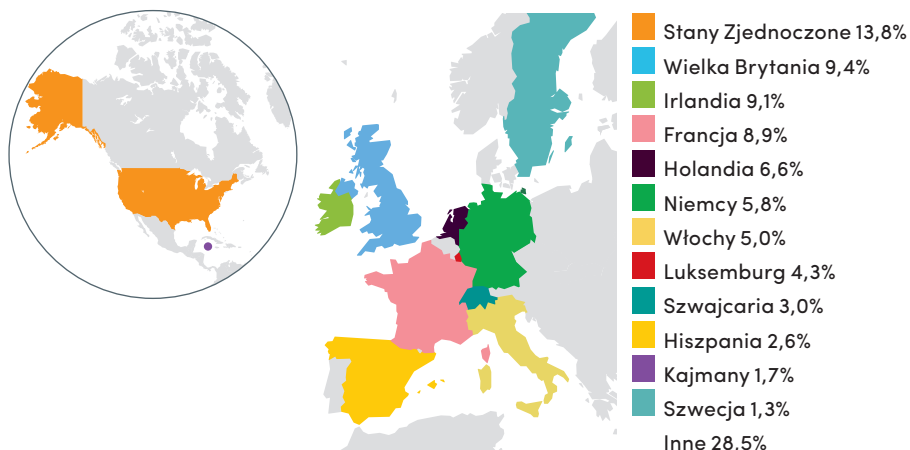 Stany Zjednoczone 13,8%
Wielka Brytania 9,4%
Irlandia 9,1%
Francja 8,9%
Holandia 6,6%
Niemcy 5,8%
Włochy 5,0%
Luksemburg 4,3%
Szwajcaria 3,0%
Hiszpania 2,6%
Kajmany 1,7%
Szwecja 1,3%
Inne 28,5%